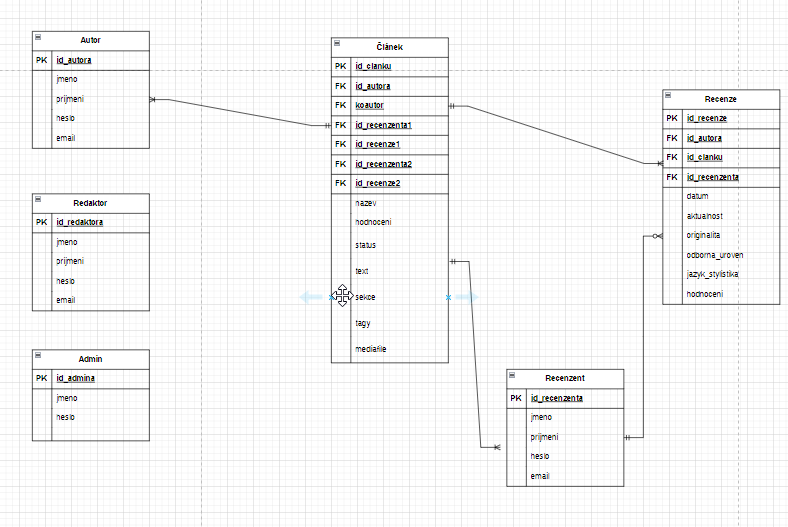 Autor
PK id_autora
jmeno
prijmeni
heslo
email
Redaktor
PK id_redaktora
jmeno
prijmeni
heslo
email
Admin
PK id_admina
jmeno
heslo
Článek
PK id_clanku
FK id_autora
FK koautor
FK id_recenzenta1
FK id_recenze1
FK id_recenzenta2
FK id_recenze2
nazev
hodnoceni
status
text
sekce
tagy
mediafile
Recenze
PK id_recenze
FK id_autora
FK id_clanku
FK id_recenzenta
datum
aktualnost
originalita
odborna_uroven
jazyk_stylistika
hodnoceni
Recenzent
PK id_recenzenta
jmeno
prijmeni
heslo
email